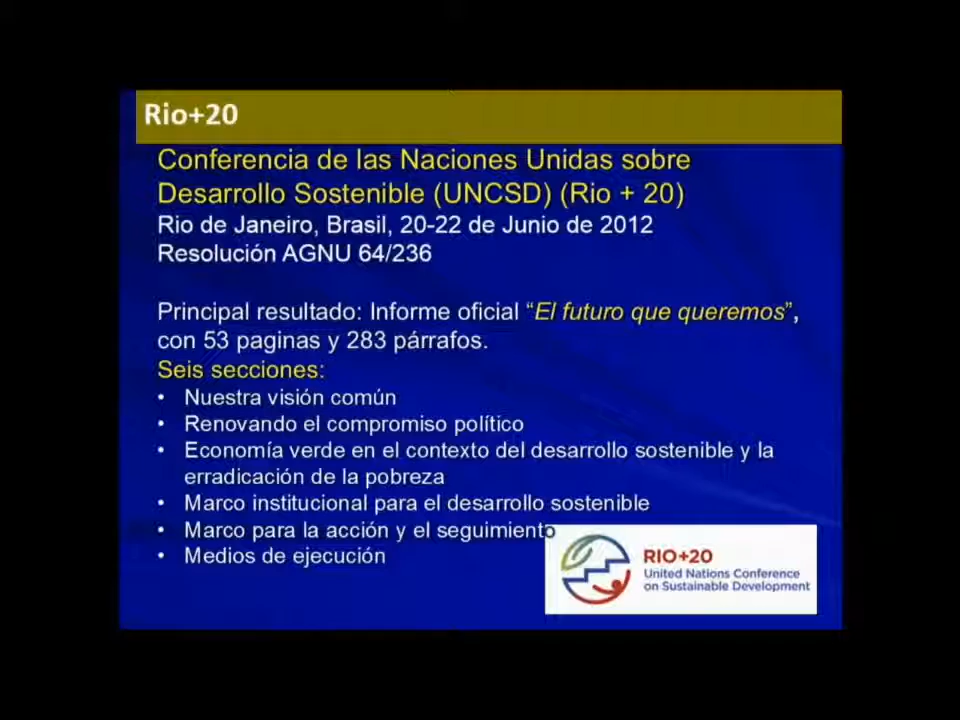 Rio+20
Conferencia de las Naciones Unidas sobre
Desarrollo Sostenible (UNCSD) (Rio + 20)
Rio de Janeiro, Brasil, 20-22 de Junio de 2012
Resolución AGNU 64/236
Principal resultado: Informe oficial “El futuro que queremos”,
con 53 paginas y 283 párrafos.
Seis secciones:
• Nuestra visión común
• Renovando el compromiso político
• Economía verde en el contexto del desarrollo sostenible y la
erradicación de la pobreza
• Marco institucional para el desarrollo sostenible
• Marco para la acción y el seguimiento
• Medios de ejecución
RIO+20
United Nations Conference
on Sustainable Development